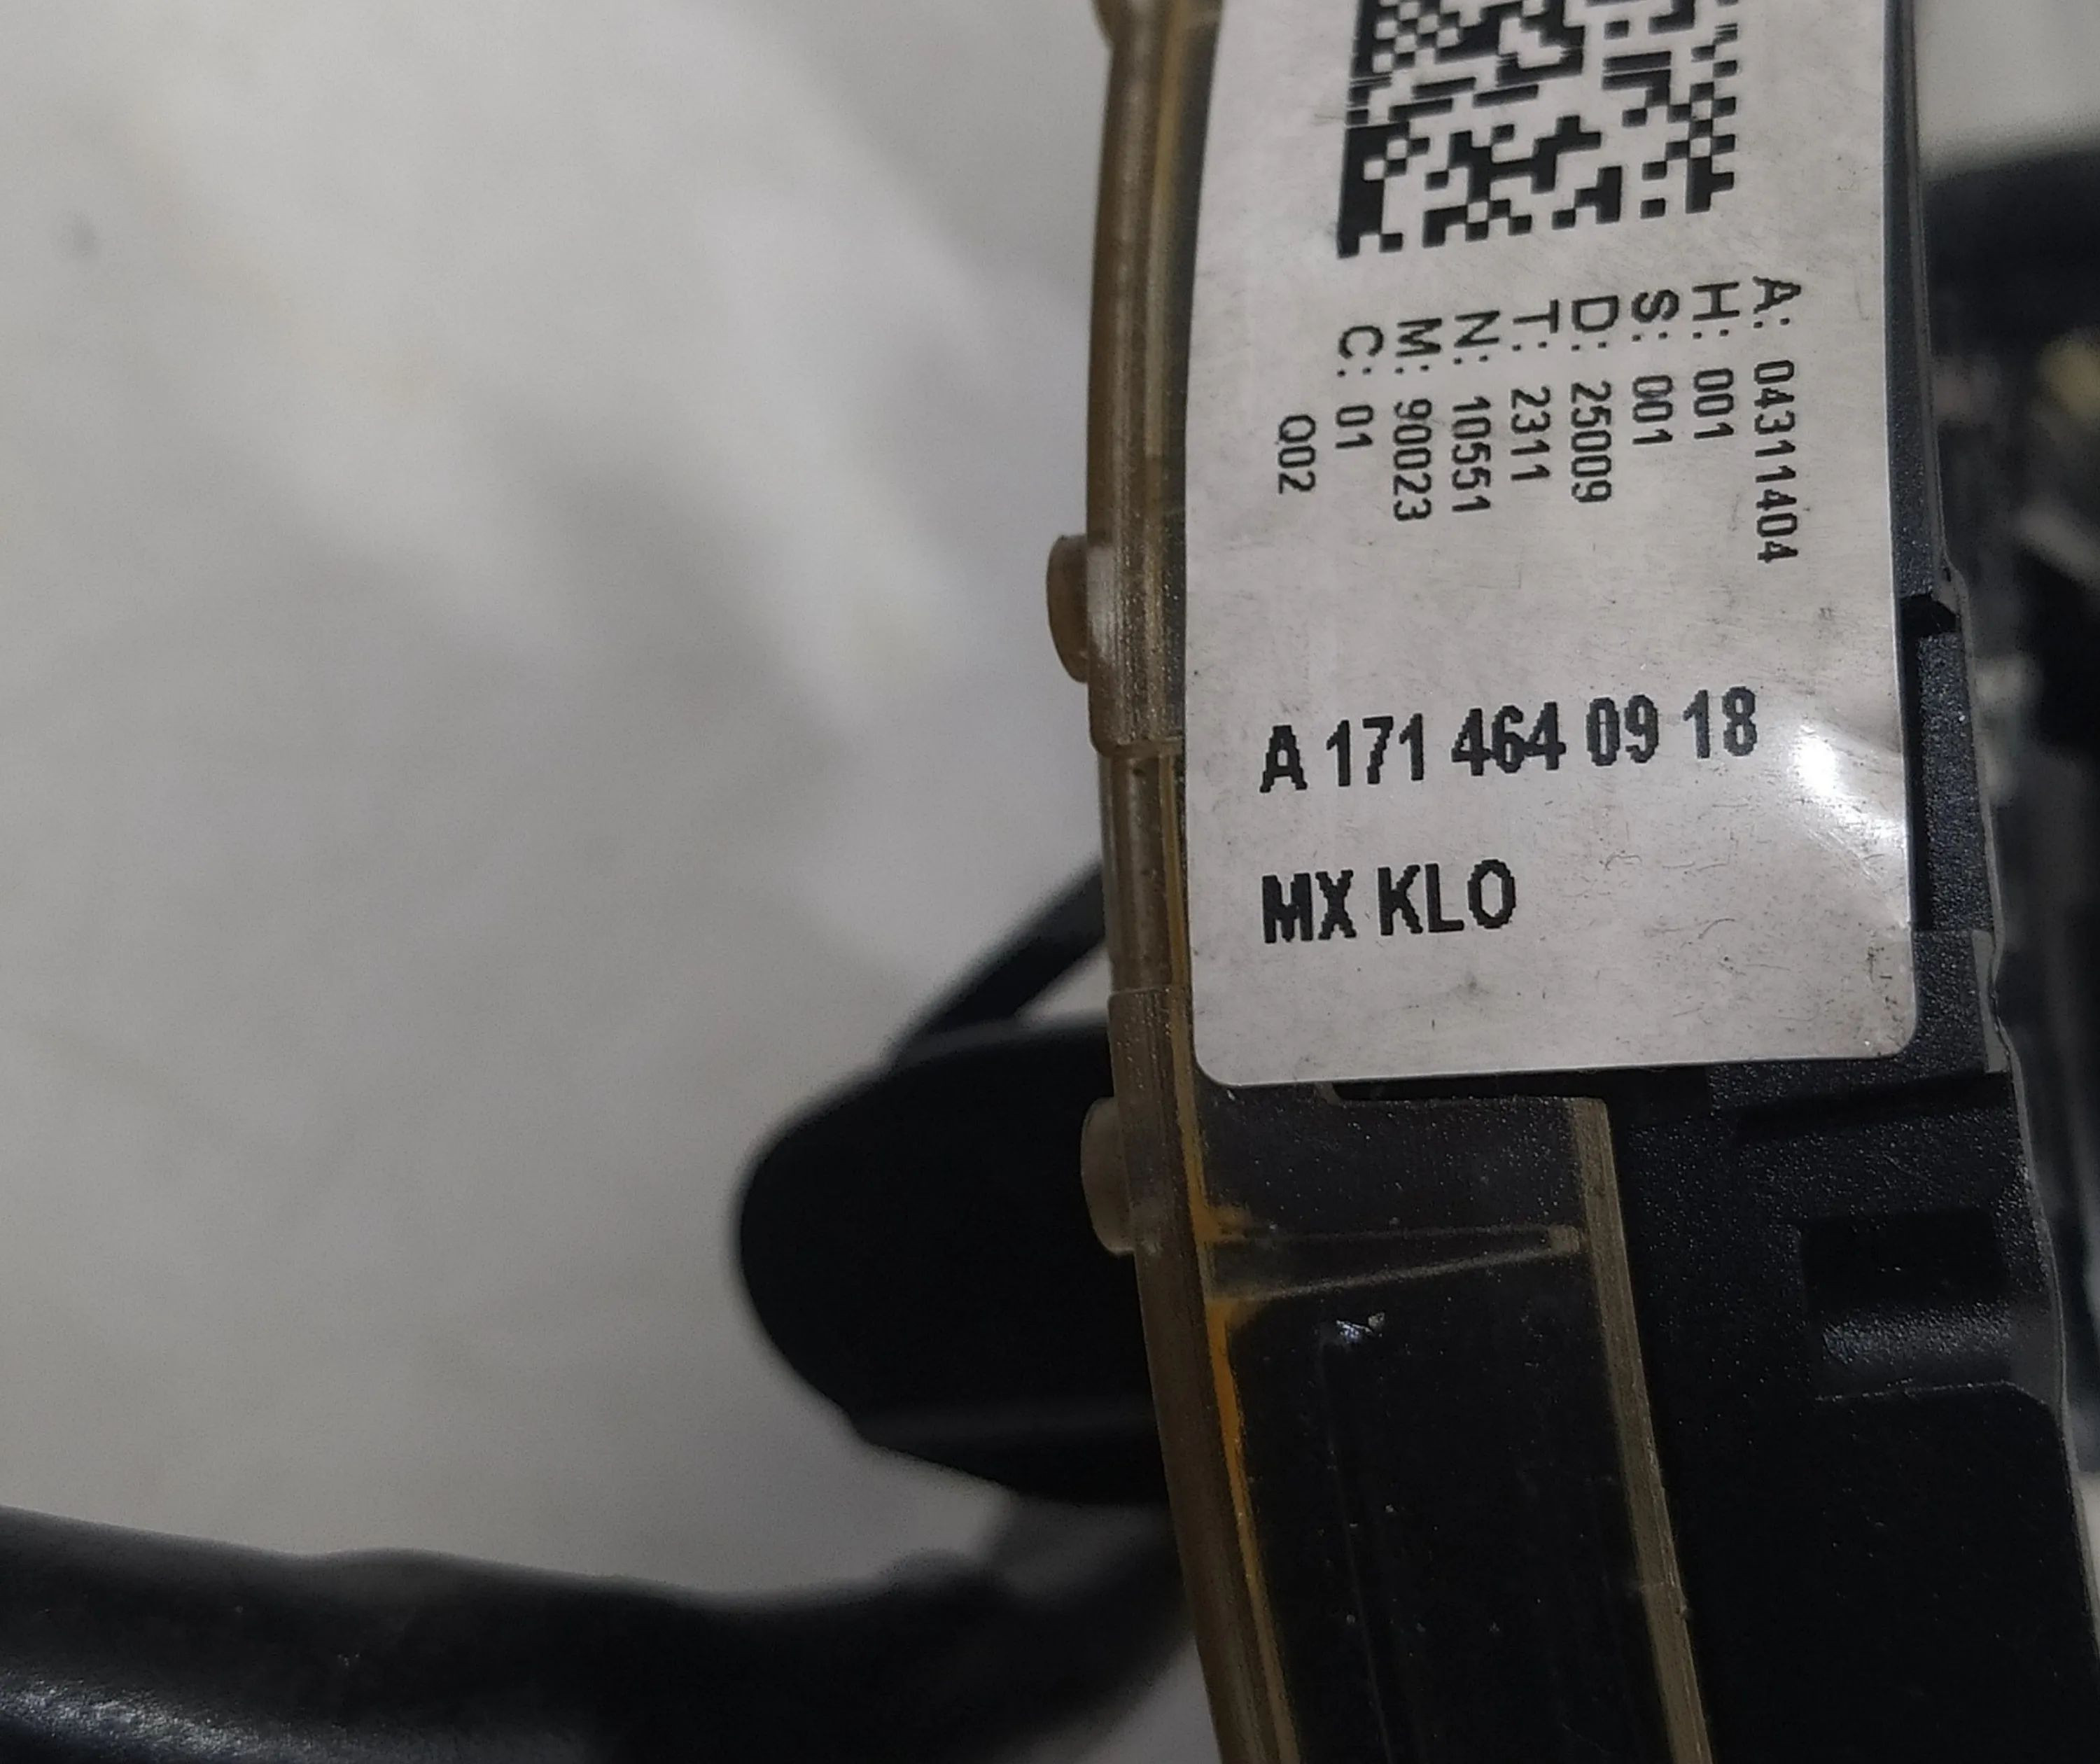 A: 04311404
H: 001
S: 001
D: 25009
T: 2311
N: 10551
M: 90023
C: 01
Q02
A 171 464 09 18
MX KLO